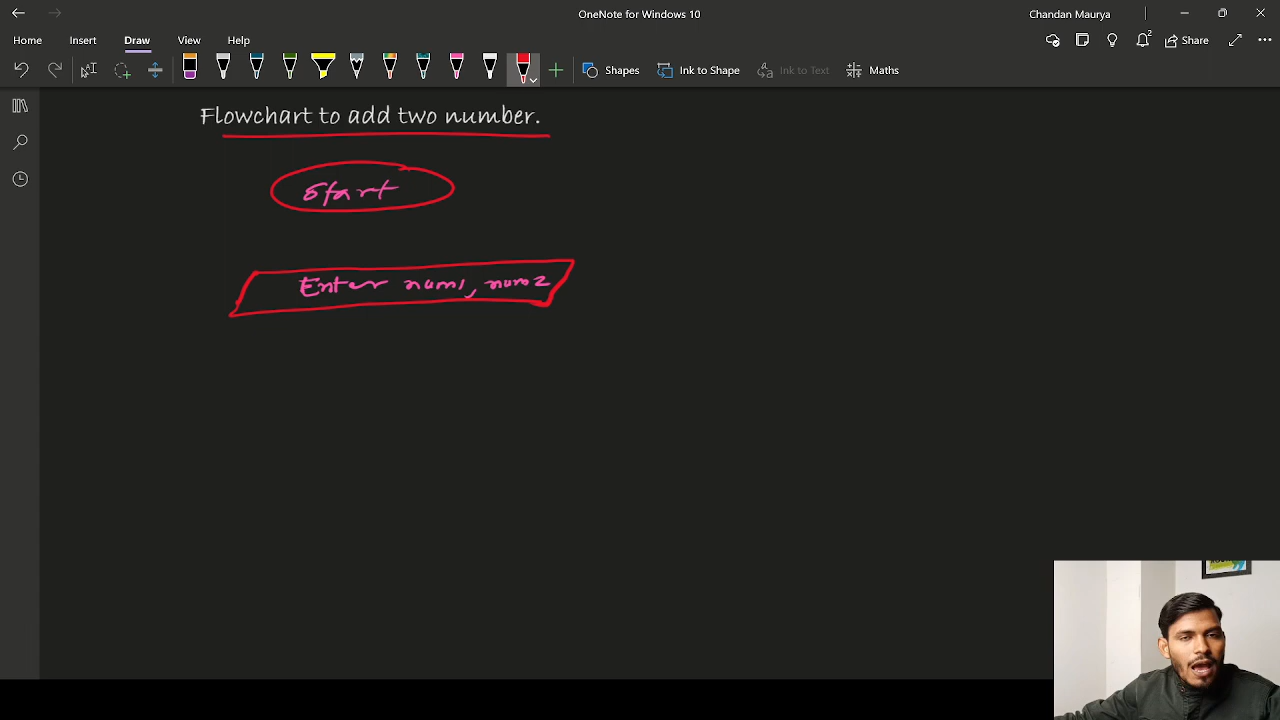 OneNote for Windows 10
Chandan Maurya
Home Insert Draw View Help
2
Share
Shapes Ink to Shape Ink to Text Maths
Flowchart to add two number.
Start
Enter num1, num2